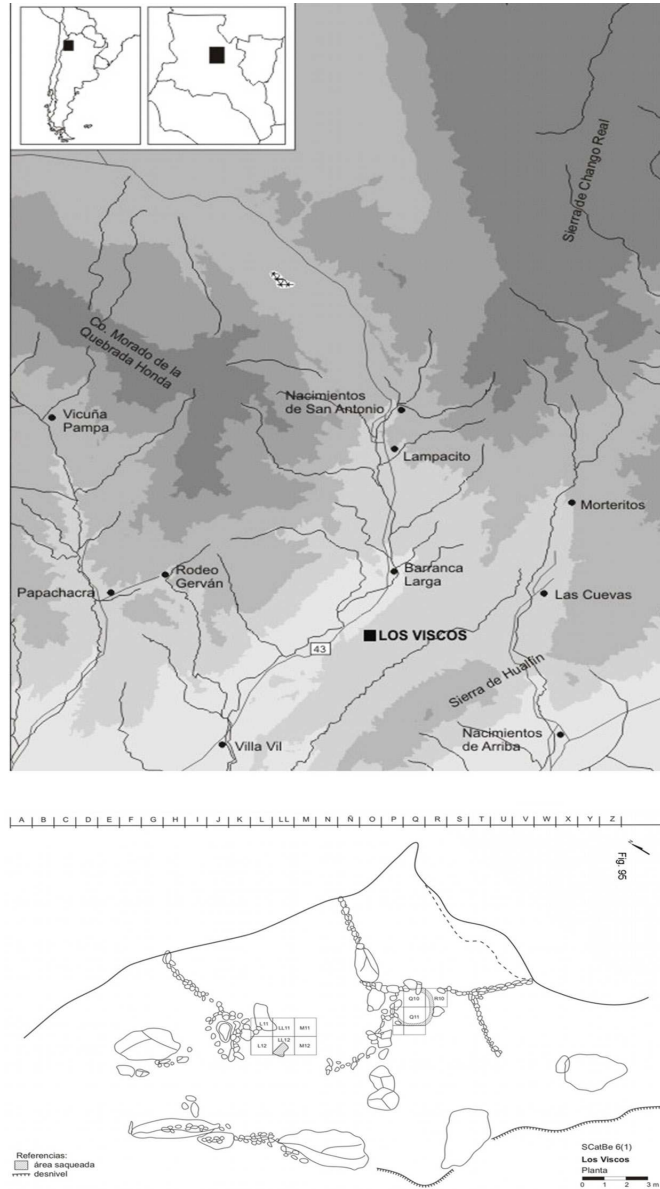 Sierra de Chango Real
Co. Morado de la
Quebrada Honda
Nacimientos
de San Antonio
Vicuña
Pampa
Lampacito
Morteritos
Barranca
Larga
Rodeo
Gerván
Papachacra
Las Cuevas
LOS VISCOS
43
Sierra de Hualfin
Nacimientos
de Arriba
Villa Vil
A B C D E F G H I J K L LL M N Ñ O P Q R S T U V W X Y Z
Fig. 95
Q10 R10
L11 LL11 M11 Q11
L12 LL12 M12
Referencias:
área saqueada
desnivel
SCatBe 6(1)
Los Viscos
Planta
0 1 2 3 m